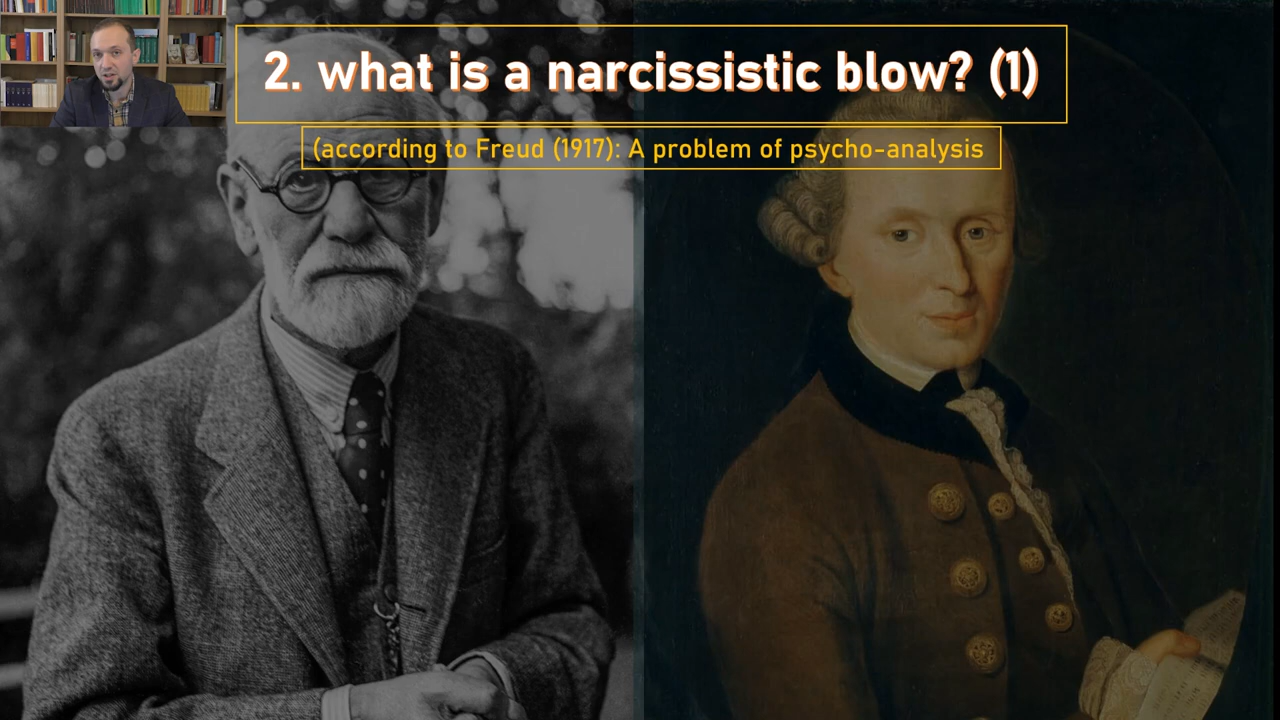 2. what is a narcissistic blow? (1)
(according to Freud (1917): A problem of psycho-analysis